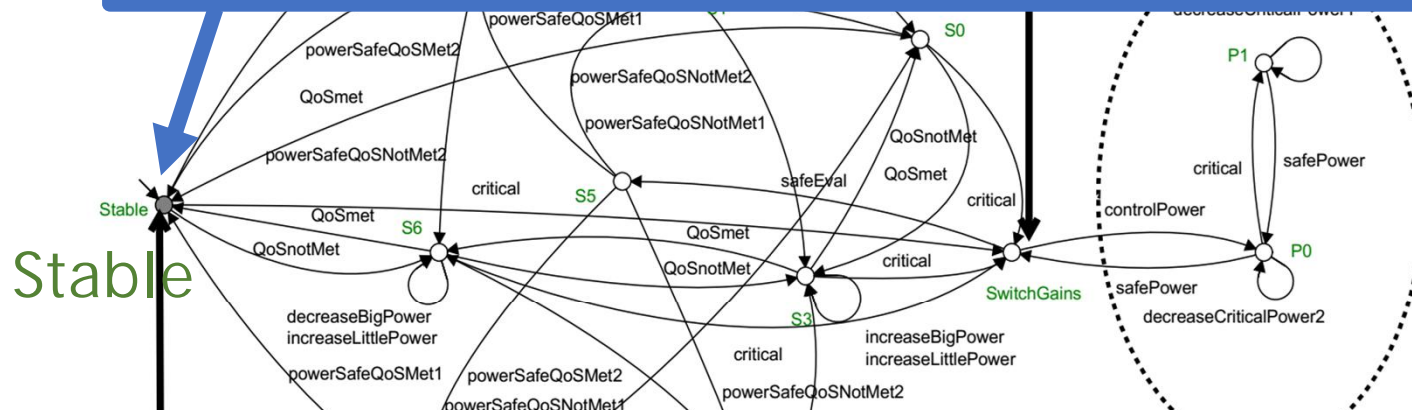 powerSafeQoSMet1
S0
powerSafeQoSMet2
P1
powerSafeQoSNotMet2
QoSmet
powerSafeQoSNotMet1
QoSnotMet
powerSafeQoSNotMet2
critical
safePower
QoSmet
safeEval
critical
S5
critical
Stable
QoSmet
controlPower
S6
QoSmet
QoSnotMet
P0
Stable
QoSnotMet
critical
safePower
SwitchGains
decreaseBigPower
increaseLittlePower
S3
decreaseCriticalPower2
increaseBigPower
increaseLittlePower
critical
powerSafeQoSMet1
powerSafeQoSMet2
powerSafeQoSNotMet2
powerSafeQoSNotMet1